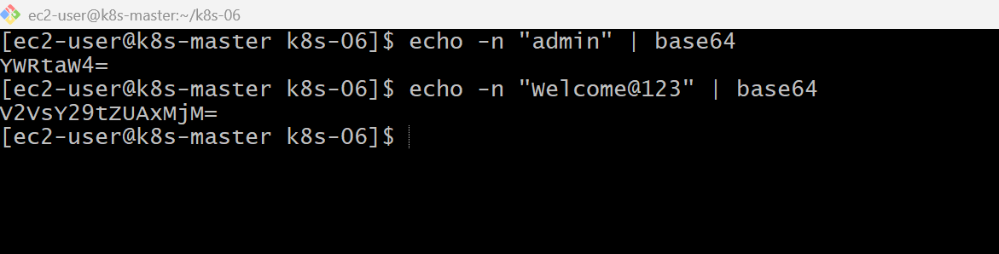 ec2-user@k8s-master:~/k8s-06
[ec2-user@k8s-master k8s-06]$ echo -n "admin" | base64
YWRtaW4=
[ec2-user@k8s-master k8s-06]$ echo -n "Welcome@123" | base64
V2VsY29tZUAxMjM=
[ec2-user@k8s-master k8s-06]$